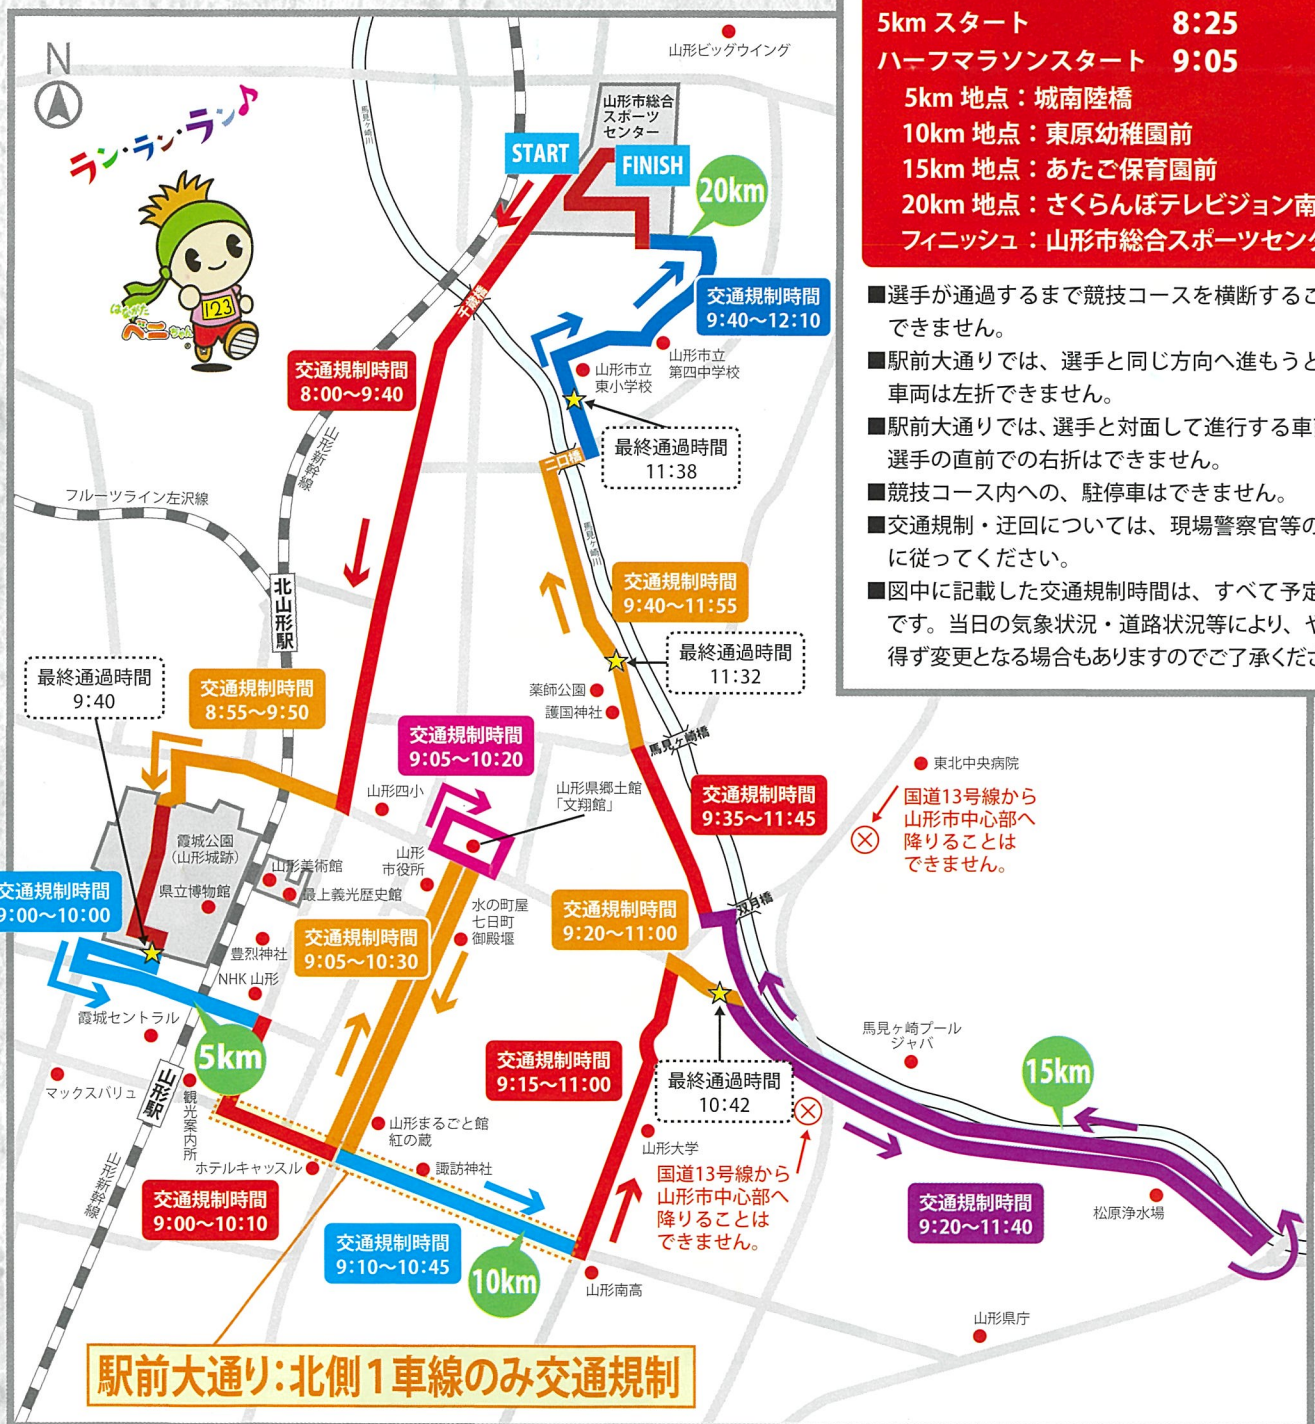 5km スタート 8:25
ハーフマラソンスタート 9:05
5km 地点：城南陸橋
10km 地点：東原幼稚園前
15km 地点：あたご保育園前
20km 地点：さくらんぼテレビジョン南
フィニッシュ：山形市総合スポーツセンタ
■選手が通過するまで競技コースを横断するこ
できません。
■駅前大通りでは、選手と同じ方向へ進もうと
車両は左折できません。
■駅前大通りでは、選手と対面して進行する車
選手の直前での右折はできません。
■競技コース内への、駐停車はできません。
■交通規制・迂回については、現場警察官等の
に従ってください。
■図中に記載した交通規制時間は、すべて予定
です。当日の気象状況・道路状況等により、や
得ず変更となる場合もありますのでご了承くださ
N
ラン・ラン・ラン♪
はながた
ベニちゃん
®
123
山形ビッグウイング
馬見ヶ崎川
山形市総合
スポーツ
センター
START
FINISH
20km
千歳橋
交通規制時間
9:40～12:10
山形市立
第四中学校
山形市立
東小学校
交通規制時間
8:00～9:40
最終通過時間
11:38
二口橋
山形新幹線
フルーツライン左沢線
馬見ヶ崎川
北山形駅
交通規制時間
9:40～11:55
最終通過時間
11:32
最終通過時間
9:40
交通規制時間
8:55～9:50
薬師公園
護国神社
交通規制時間
9:05～10:20
馬見ヶ崎橋
東北中央病院
国道13号線から
山形市中心部へ
降りることは
できません。
山形四小
山形県郷土館
「文翔館」
交通規制時間
9:35～11:45
霞城公園
(山形城跡)
山形美術館
山形
市役所
県立博物館
最上義光歴史館
交通規制時間
9:00～10:00
水の町屋
七日町
御殿堰
交通規制時間
9:20～11:00
双月橋
交通規制時間
9:05～10:30
豊烈神社
NHK 山形
霞城セントラル
5km
馬見ヶ崎プール
ジャバ
15km
マックスバリュ
山形駅
観光案内所
交通規制時間
9:15～11:00
最終通過時間
10:42
山形まるごと館
紅の蔵
山形大学
ホテルキャッスル
諏訪神社
国道13号線から
山形市中心部へ
降りることは
できません。
山形新幹線
交通規制時間
9:00～10:10
交通規制時間
9:20～11:40
松原浄水場
交通規制時間
9:10～10:45
10km
山形南高
山形県庁
駅前大通り：北側１車線のみ交通規制